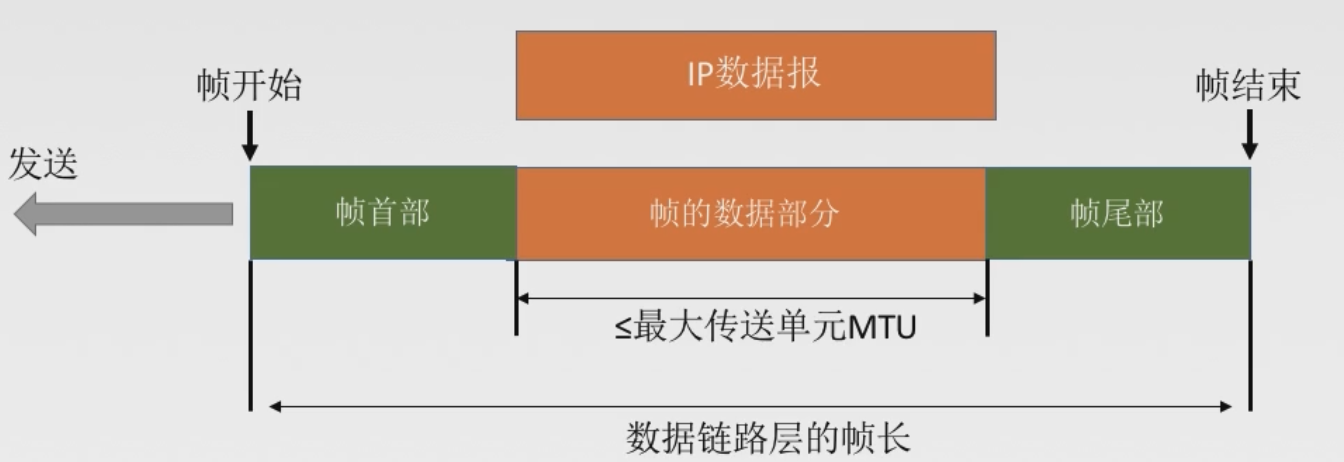 IP数据报
帧开始
帧结束
发送
帧首部
帧的数据部分
帧尾部
≤最大传送单元MTU
数据链路层的帧长